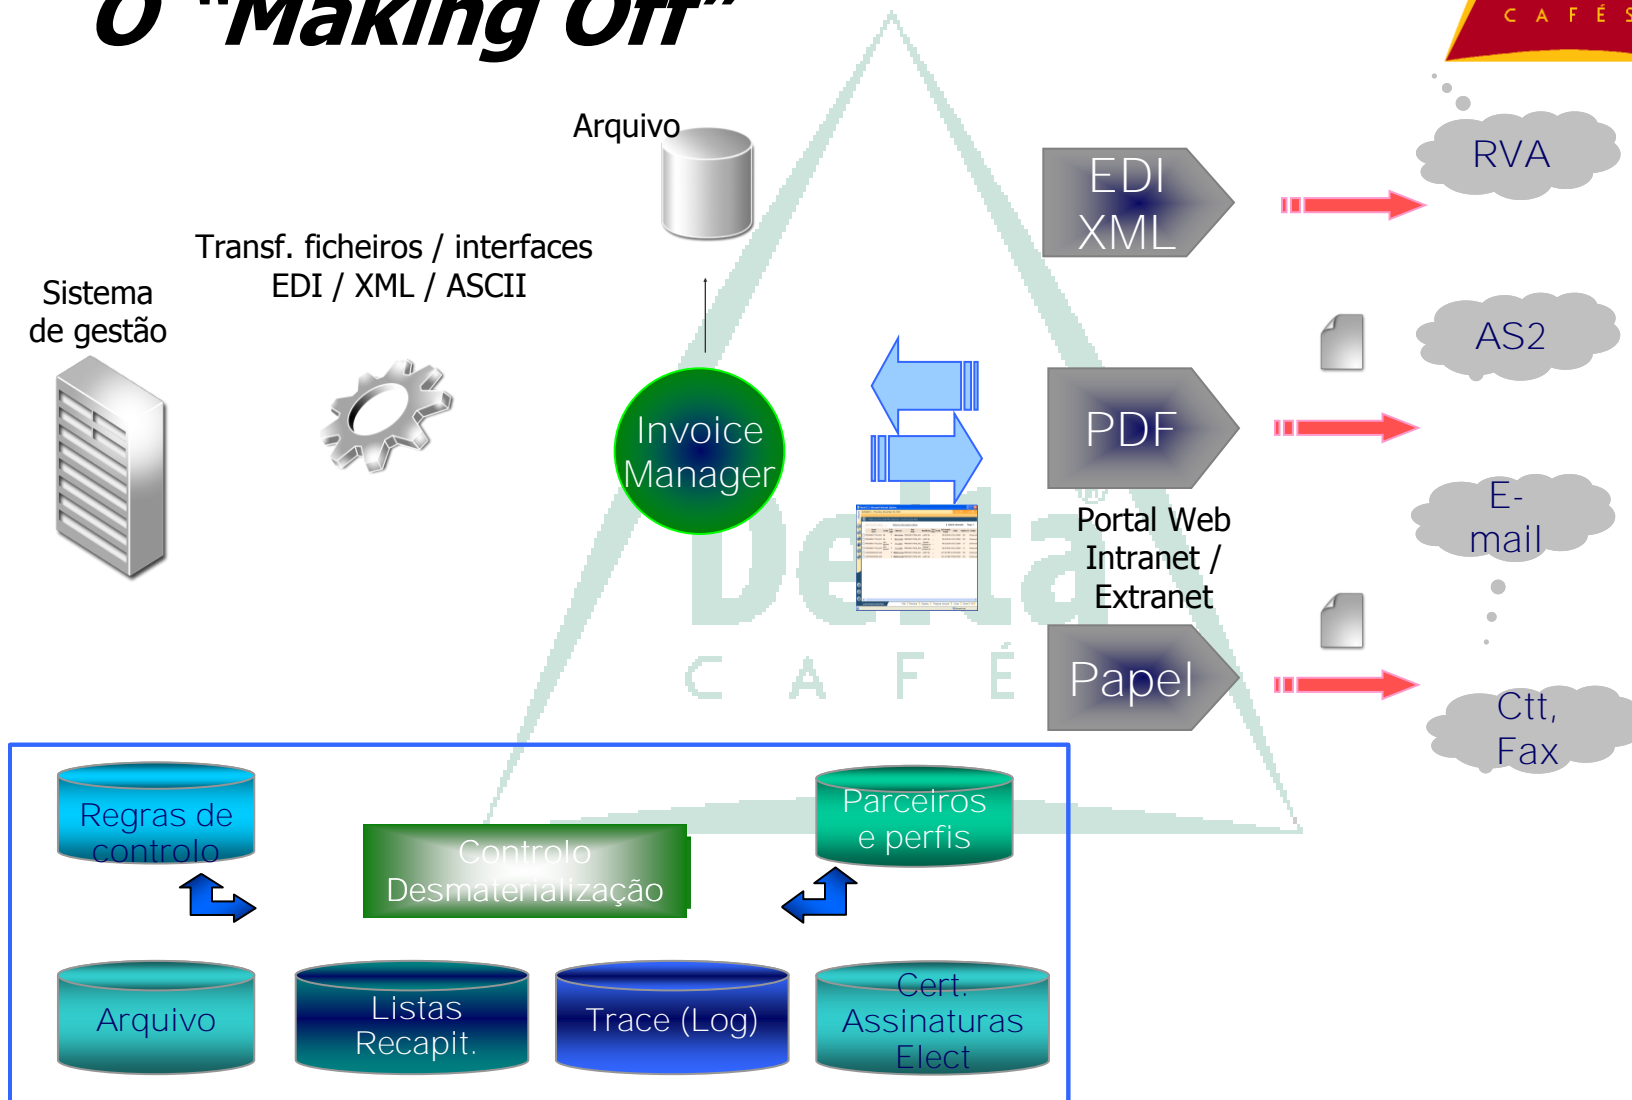 O “Making Off”
CAFÉS
Arquivo
RVA
EDI
XML
Transf. ficheiros / interfaces
EDI / XML / ASCII
Sistema
de gestão
AS2
Invoice
Manager
PDF
E-
mail
Portal Web
Intranet /
Extranet
Delta
CAFÉ
Papel
Ctt,
Fax
Regras de
controlo
Parceiros
e perfis
Controlo
Desmaterialização
Arquivo
Listas
Recapit.
Trace (Log)
Cert.
Assinaturas
Elect